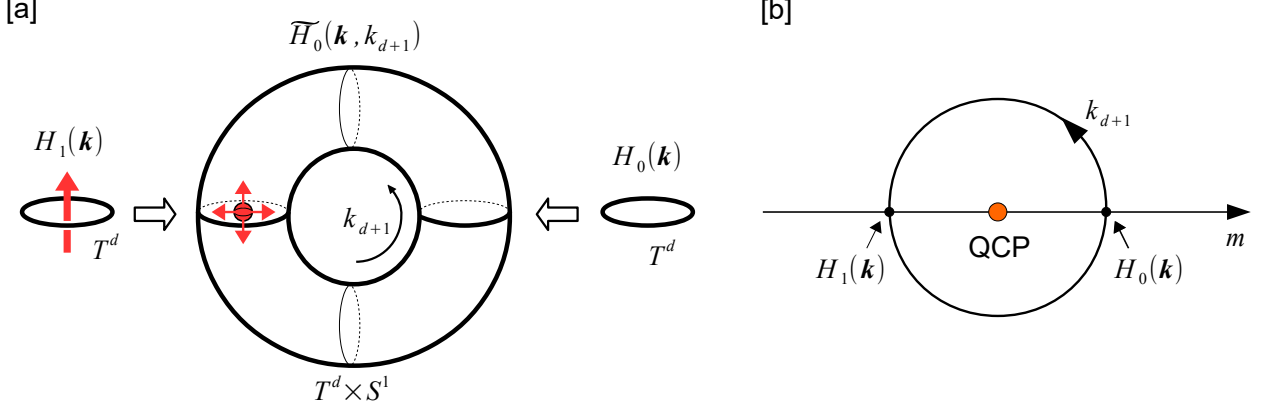 [a]
H̃₀(𝒌, k_{d+1})
H₁(𝒌)
T^d
k_{d+1}
H₀(𝒌)
T^d
T^d × S¹
[b]
k_{d+1}
QCP
m
H₁(𝒌)
H₀(𝒌)